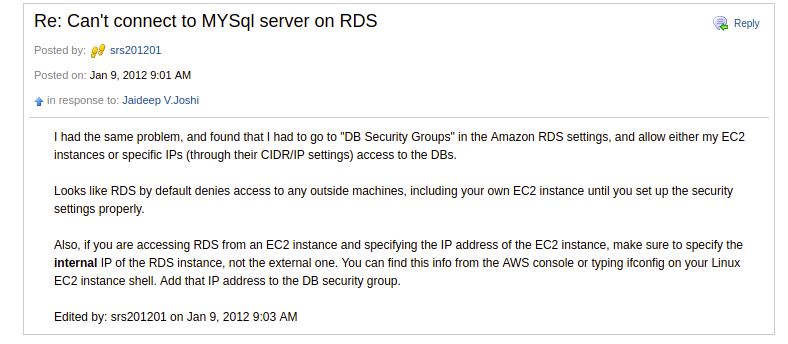 Re: Can't connect to MYSql server on RDS
Reply
Posted by: srs201201
Posted on: Jan 9, 2012 9:01 AM
in response to: Jaideep V.Joshi
I had the same problem, and found that I had to go to "DB Security Groups" in the Amazon RDS settings, and allow either my EC2
instances or specific IPs (through their CIDR/IP settings) access to the DBs.
Looks like RDS by default denies access to any outside machines, including your own EC2 instance until you set up the security
settings properly.
Also, if you are accessing RDS from an EC2 instance and specifying the IP address of the EC2 instance, make sure to specify the
internal IP of the RDS instance, not the external one. You can find this info from the AWS console or typing ifconfig on your Linux
EC2 instance shell. Add that IP address to the DB security group.
Edited by: srs201201 on Jan 9, 2012 9:03 AM